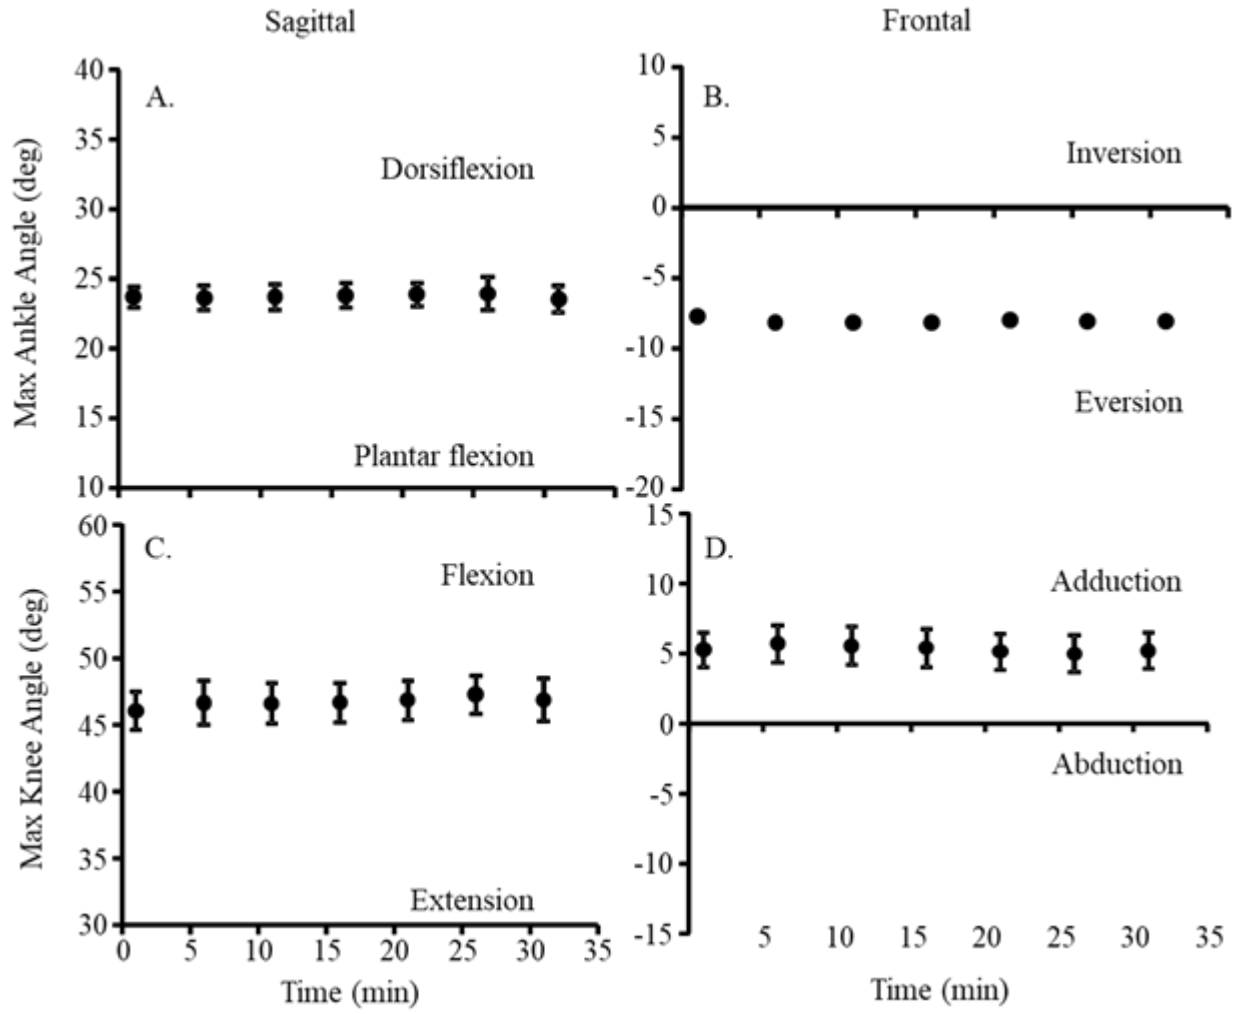 Sagittal
Frontal
Max Ankle Angle (deg)
40
35
30
25
20
15
10
A.
Dorsiflexion
Plantar flexion
10
5
0
-5
-10
-15
-20
B.
Inversion
Eversion
Max Knee Angle (deg)
60
55
50
45
40
35
30
C.
Flexion
Extension
0 5 10 15 20 25 30 35
Time (min)
15
10
5
0
-5
-10
-15
D.
Adduction
Abduction
5 10 15 20 25 30 35
Time (min)